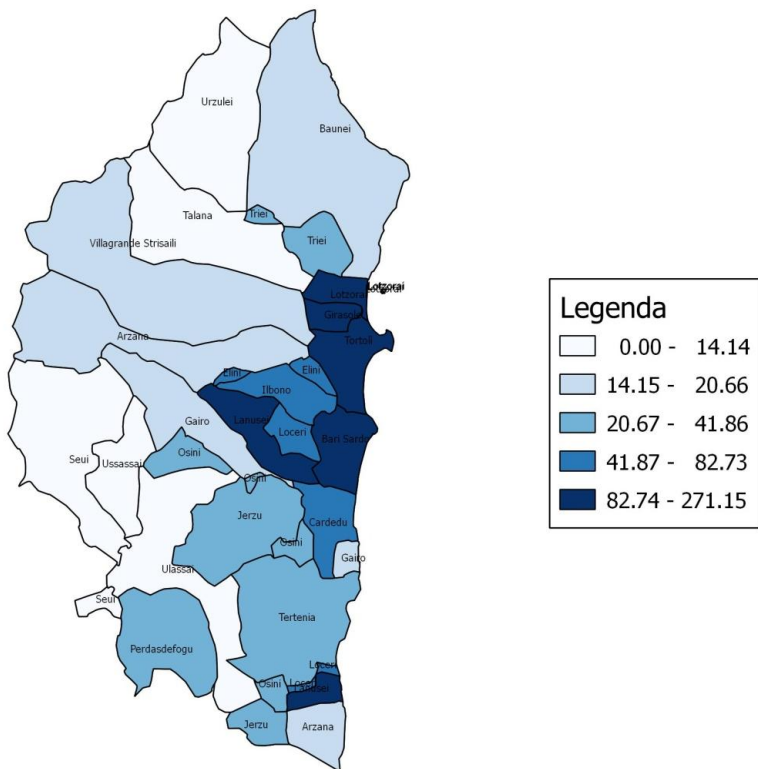 Urzulei
Baunei
Talana
Triei
Triei
Villagrande Strisaili
Lotzorai
Lotzorai
Girasole
Tortolì
Arzana
Elini
Elini
Ilbono
Lanusei
Gairo
Loceri
Bari Sardo
Osini
Seui
Ussassai
Osini
Jerzu
Cardedu
Osini
Gairo
Ulassai
Seui
Tertenia
Perdasdefogu
Loceri
Osini
Loceri
Lanusei
Jerzu
Arzana
Legenda
0.00 - 14.14
14.15 - 20.66
20.67 - 41.86
41.87 - 82.73
82.74 - 271.15